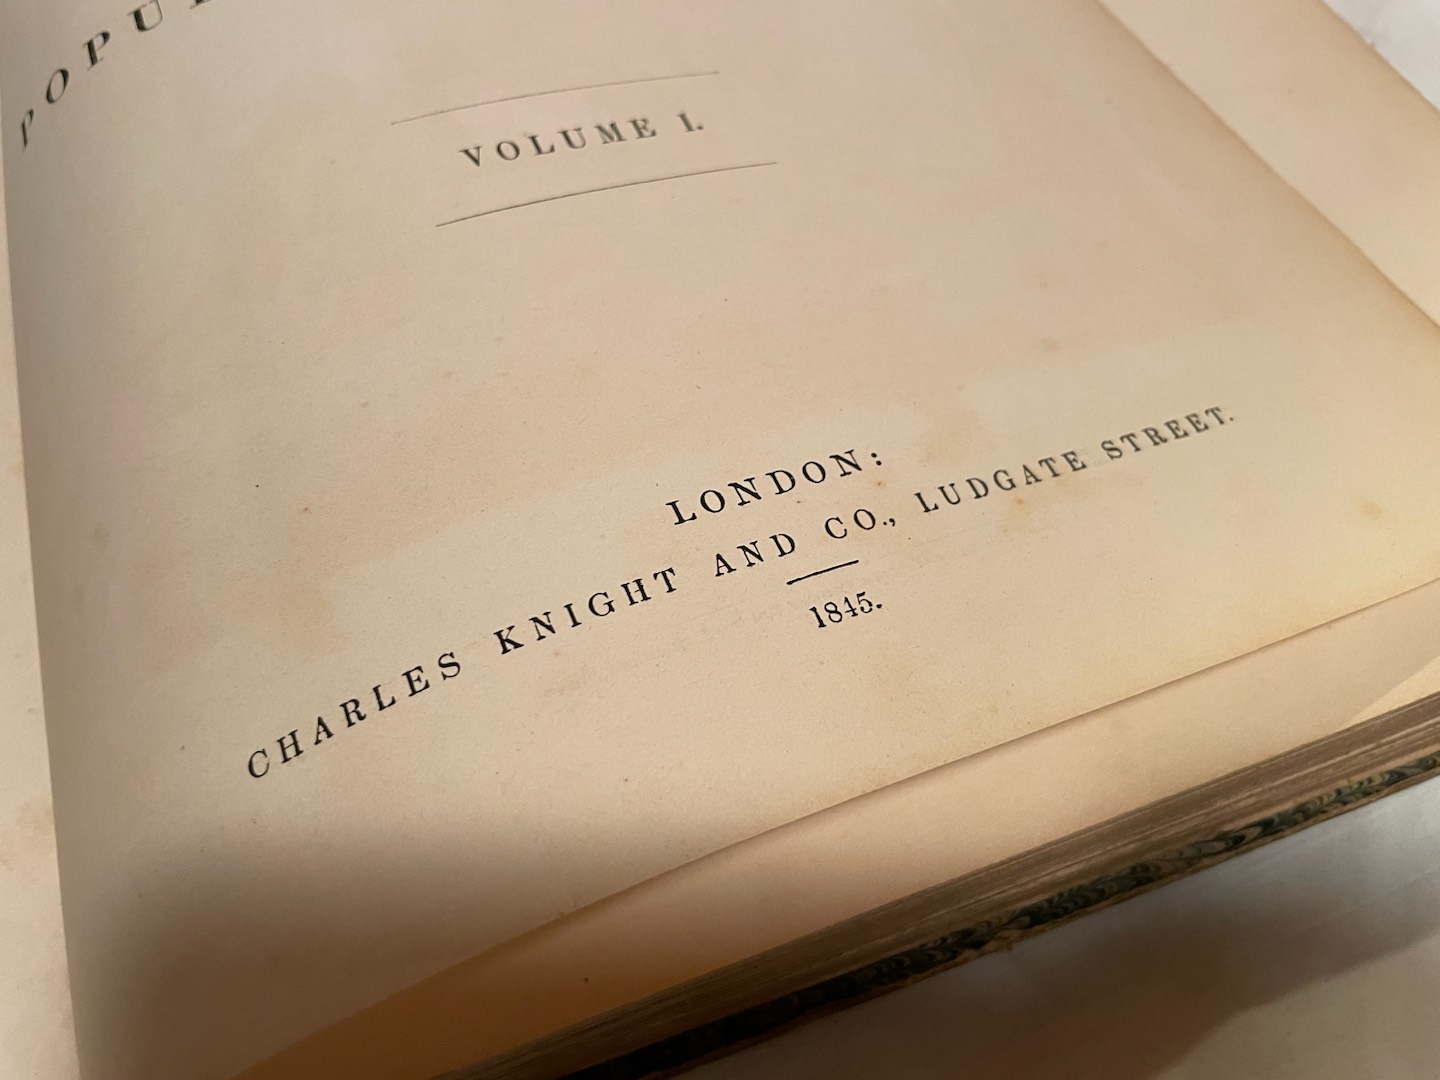 VOLUME I.
LONDON:
CHARLES KNIGHT AND CO., LUDGATE STREET.
1845.